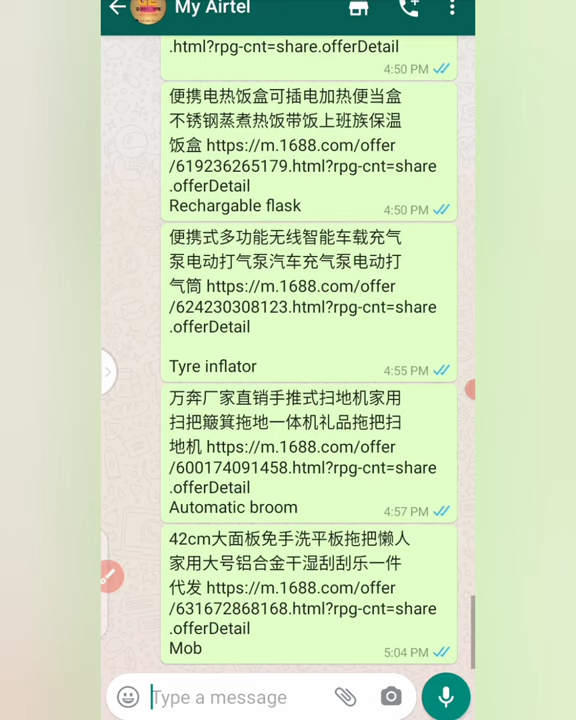 My Airtel
.html?rpg-cnt=share.offerDetail
4:50 PM
便携电热饭盒可插电加热便当盒
不锈钢蒸煮热饭带饭上班族保温
饭盒 https://m.1688.com/offer
/619236265179.html?rpg-cnt=share
.offerDetail
Rechargable flask
4:50 PM
便携式多功能无线智能车载充气
泵电动打气泵汽车充气泵电动打
气筒 https://m.1688.com/offer
/624230308123.html?rpg-cnt=share
.offerDetail
Tyre inflator
4:55 PM
万奔厂家直销手推式扫地机家用
扫把簸箕拖地一体机礼品拖把扫
地机 https://m.1688.com/offer
/600174091458.html?rpg-cnt=share
.offerDetail
Automatic broom
4:57 PM
42cm大面板免手洗平板拖把懒人
家用大号铝合金干湿刮刮乐一件
代发 https://m.1688.com/offer
/631672868168.html?rpg-cnt=share
.offerDetail
Mob
5:04 PM
Type a message